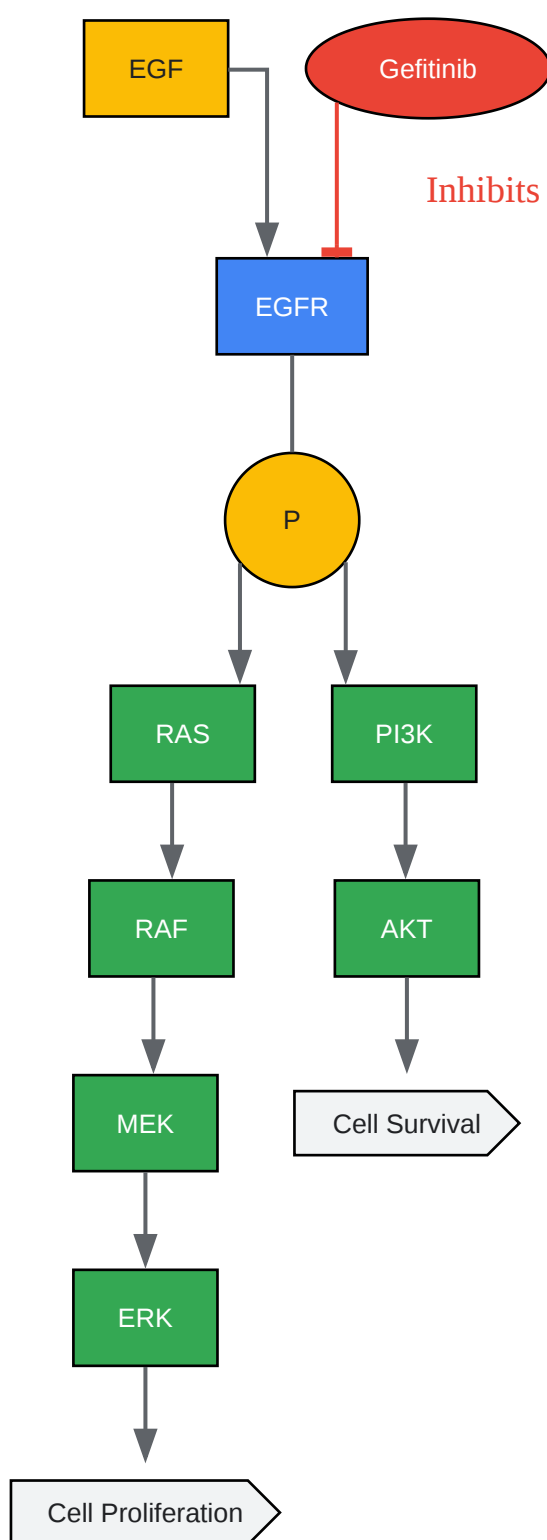 EGF
Gefitinib
Inhibits
EGFR
P
RAS
PI3K
RAF
AKT
MEK
Cell Survival
ERK
Cell Proliferation